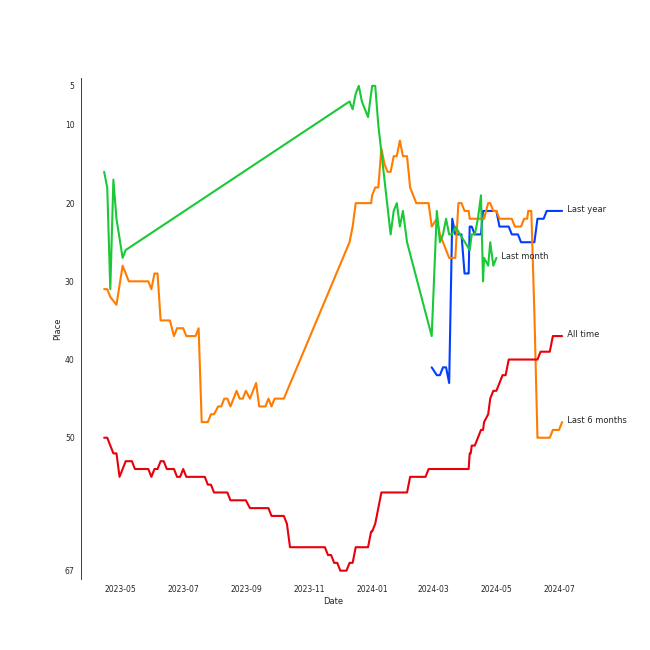 5
10
20
30
40
50
67
Place
Last year
Last month
All time
Last 6 months
2023-05
2023-07
2023-09
2023-11
2024-01
2024-03
2024-05
2024-07
Date